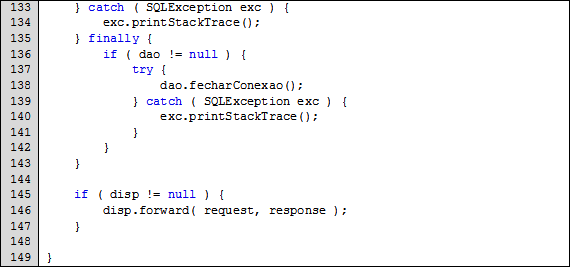 133     } catch ( SQLException exc ) {
134         exc.printStackTrace();
135     } finally {
136         if ( dao != null ) {
137             try {
138                 dao.fecharConexao();
139             } catch ( SQLException exc ) {
140                 exc.printStackTrace();
141             }
142         }
143     }
144
145     if ( disp != null ) {
146         disp.forward( request, response );
147     }
148
149 }